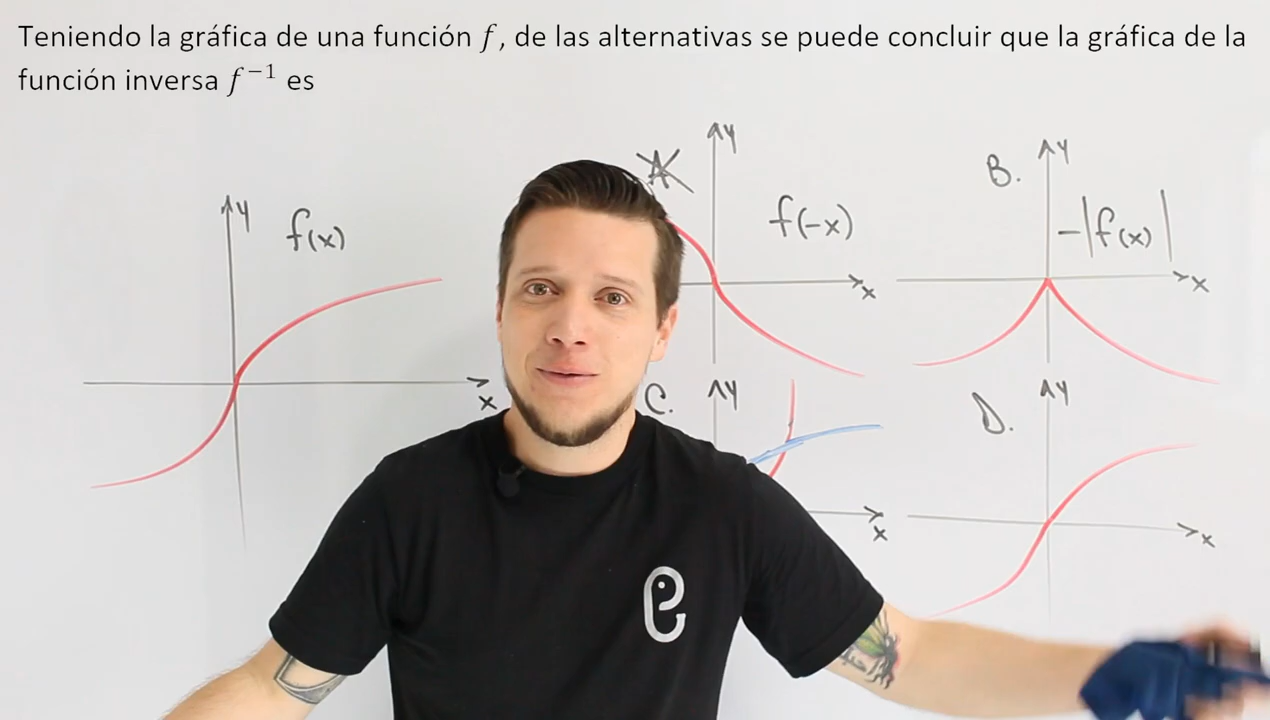 Teniendo la gráfica de una función f, de las alternativas se puede concluir que la gráfica de la
función inversa f⁻¹ es
y
f(x)
x
A
y
f(-x)
x
B.
y
-|f(x)|
x
C.
y
x
D.
y
x